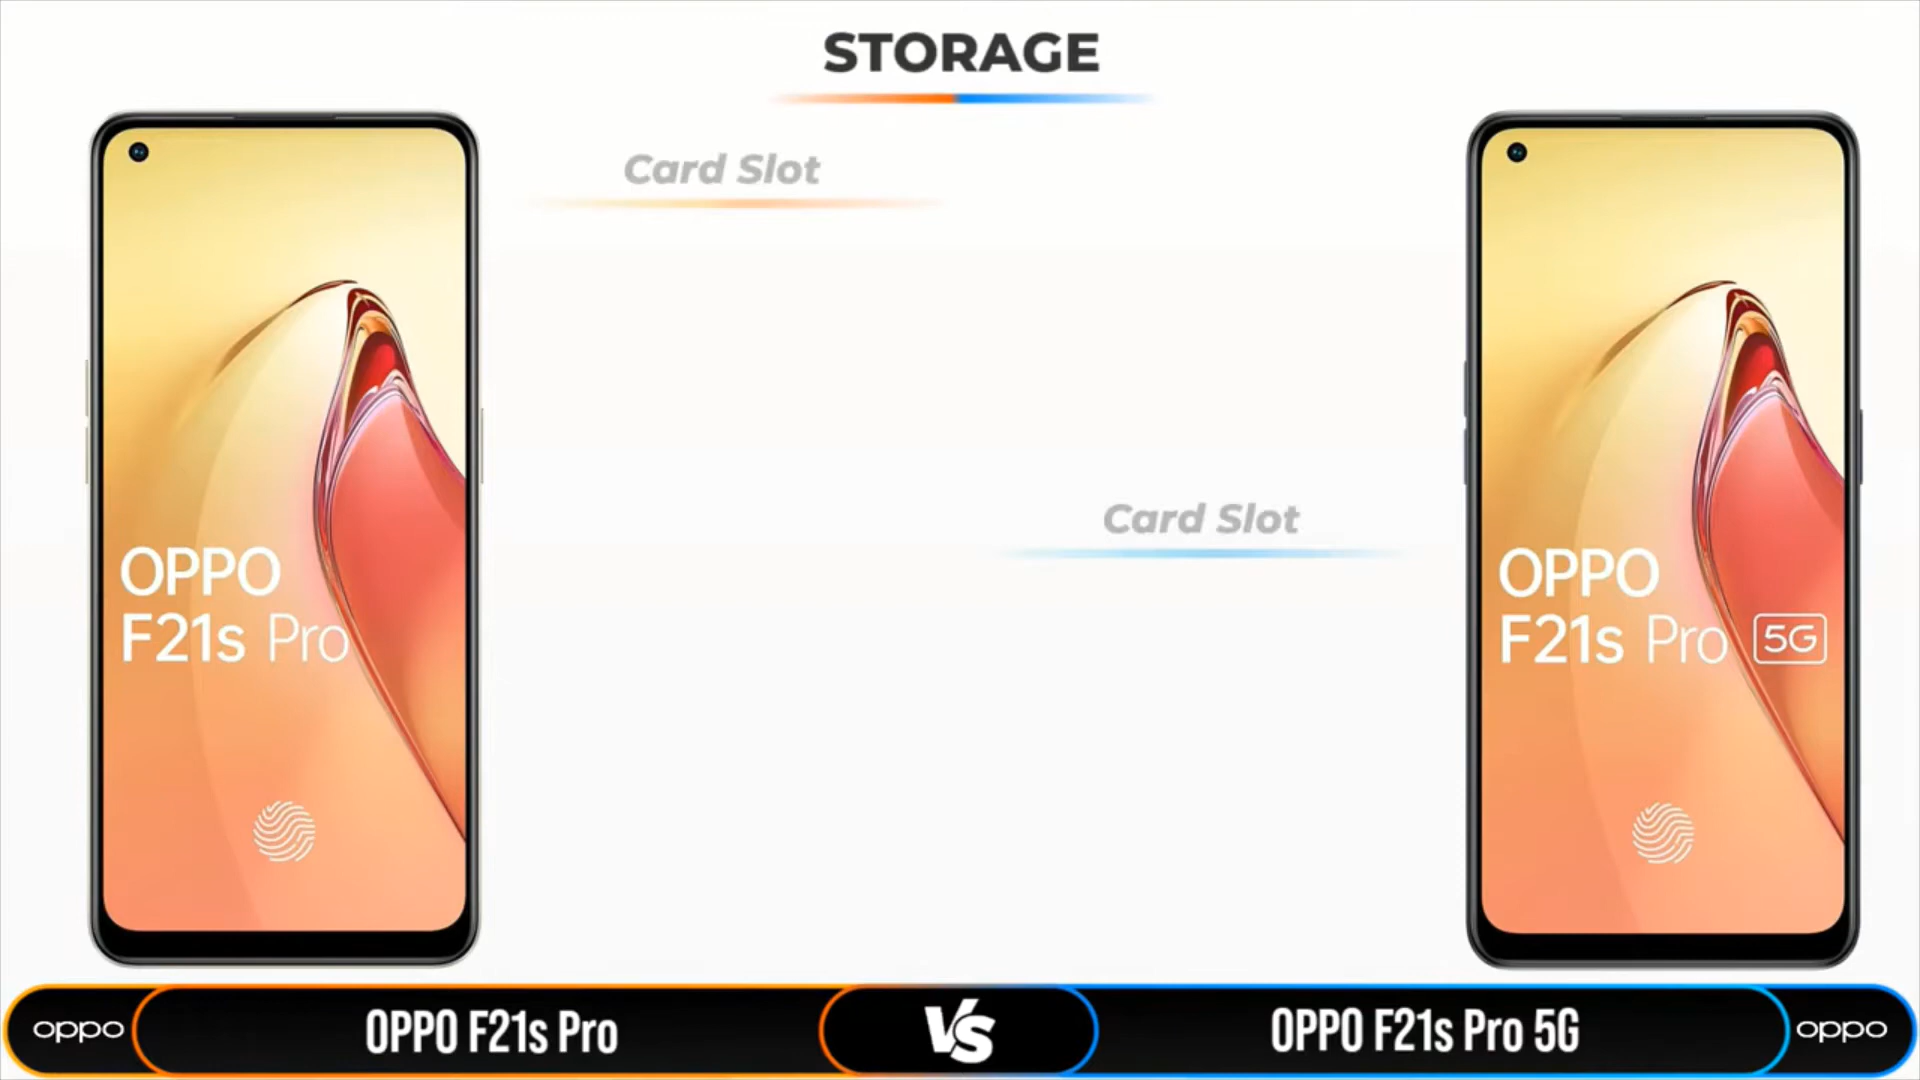 STORAGE
Card Slot
Card Slot
OPPO
F21s Pro
OPPO
F21s Pro 5G
oppo
OPPO F21s Pro
VS
OPPO F21s Pro 5G
oppo